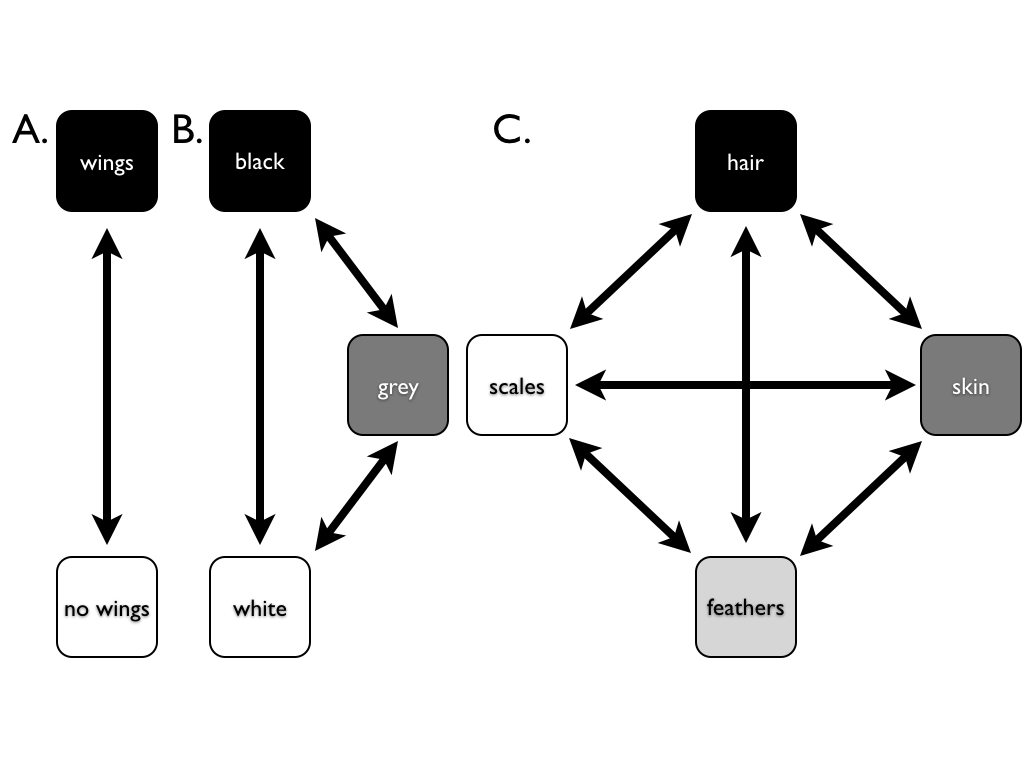 A.
wings
no wings
B.
black
grey
white
C.
hair
scales
skin
feathers